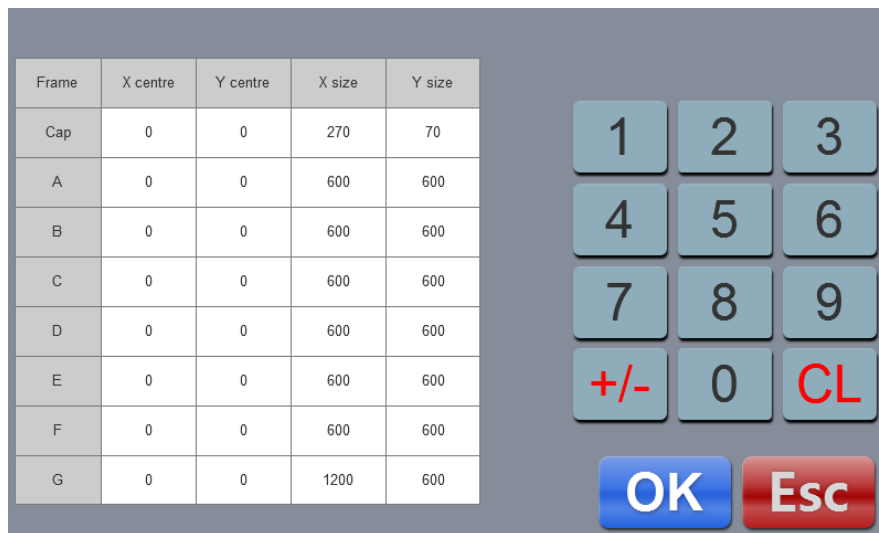 Frame X centre Y centre X size Y size
Cap 0 0 270 70
A 0 0 600 600
B 0 0 600 600
C 0 0 600 600
D 0 0 600 600
E 0 0 600 600
F 0 0 600 600
G 0 0 1200 600
1 2 3
4 5 6
7 8 9
+/- 0 CL
OK Esc